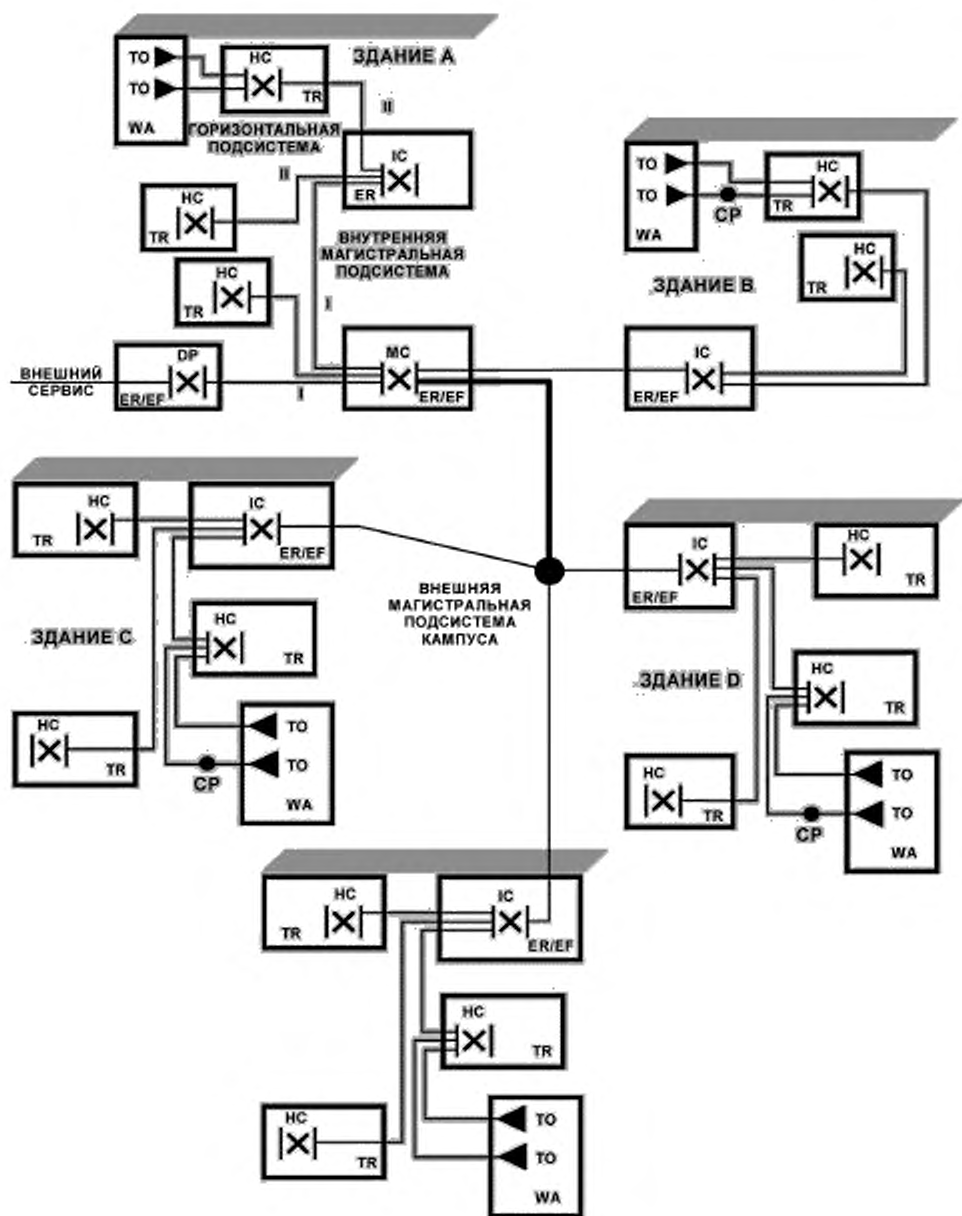 ЗДАНИЕ А
TO
TO
WA
HC
TR
II
ГОРИЗОНТАЛЬНАЯ
ПОДСИСТЕМА
IC
ER
II
HC
TR
ВНУТРЕННЯЯ
МАГИСТРАЛЬНАЯ
ПОДСИСТЕМА
HC
TR
I
ВНЕШНИЙ
СЕРВИС
DP
ER/EF
I
MC
ER/EF
TO
TO
WA
CP
HC
TR
HC
TR
ЗДАНИЕ В
IC
ER/EF
HC
TR
IC
ER/EF
ЗДАНИЕ С
HC
TR
HC
TR
TO
TO
WA
CP
ВНЕШНЯЯ
МАГИСТРАЛЬНАЯ
ПОДСИСТЕМА
КАМПУСА
IC
ER/EF
HC
TR
ЗДАНИЕ D
HC
TR
HC
TR
TO
TO
WA
CP
HC
TR
IC
ER/EF
HC
TR
HC
TR
TO
TO
WA